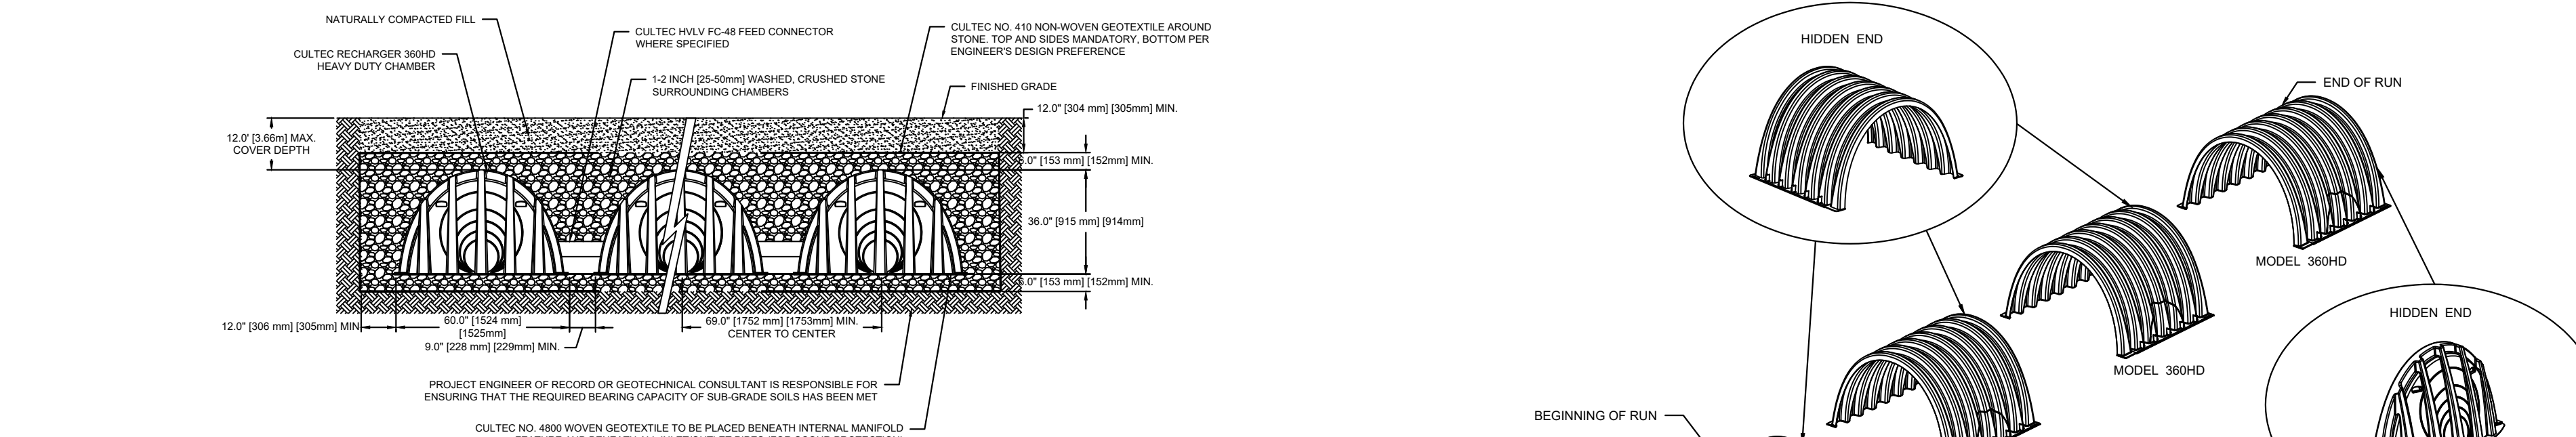 NATURALLY COMPACTED FILL
CULTEC RECHARGER 360HD
HEAVY DUTY CHAMBER
CULTEC HVLV FC-48 FEED CONNECTOR
WHERE SPECIFIED
1-2 INCH [25-50mm] WASHED, CRUSHED STONE
SURROUNDING CHAMBERS
CULTEC NO. 410 NON-WOVEN GEOTEXTILE AROUND
STONE. TOP AND SIDES MANDATORY, BOTTOM PER
ENGINEER'S DESIGN PREFERENCE
FINISHED GRADE
12.0" [304 mm] [305mm] MIN.
12.0' [3.66m] MAX.
COVER DEPTH
6.0" [153 mm] [152mm] MIN.
36.0" [915 mm] [914mm]
6.0" [153 mm] [152mm] MIN.
12.0" [306 mm] [305mm] MIN
60.0" [1524 mm]
[1525mm]
9.0" [228 mm] [229mm] MIN.
69.0" [1752 mm] [1753mm] MIN.
CENTER TO CENTER
PROJECT ENGINEER OF RECORD OR GEOTECHNICAL CONSULTANT IS RESPONSIBLE FOR
ENSURING THAT THE REQUIRED BEARING CAPACITY OF SUB-GRADE SOILS HAS BEEN MET
CULTEC NO. 4800 WOVEN GEOTEXTILE TO BE PLACED BENEATH INTERNAL MANIFOLD
HIDDEN END
END OF RUN
MODEL 360HD
MODEL 360HD
HIDDEN END
BEGINNING OF RUN